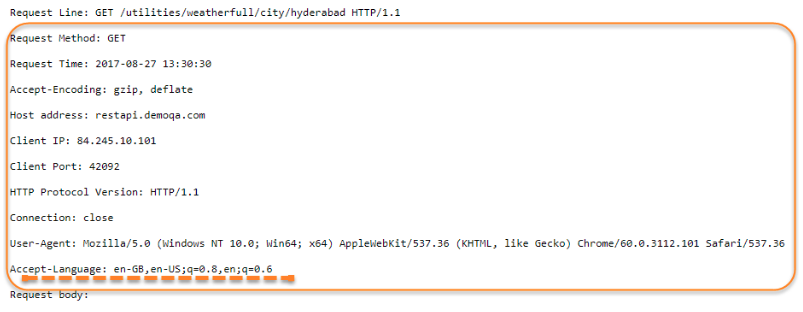 Request Line: GET /utilities/weatherfull/city/hyderabad HTTP/1.1
Request Method: GET
Request Time: 2017-08-27 13:30:30
Accept-Encoding: gzip, deflate
Host address: restapi.demoqa.com
Client IP: 84.245.10.101
Client Port: 42092
HTTP Protocol Version: HTTP/1.1
Connection: close
User-Agent: Mozilla/5.0 (Windows NT 10.0; Win64; x64) AppleWebKit/537.36 (KHTML, like Gecko) Chrome/60.0.3112.101 Safari/537.36
Accept-Language: en-GB,en-US;q=0.8,en;q=0.6
Request body: